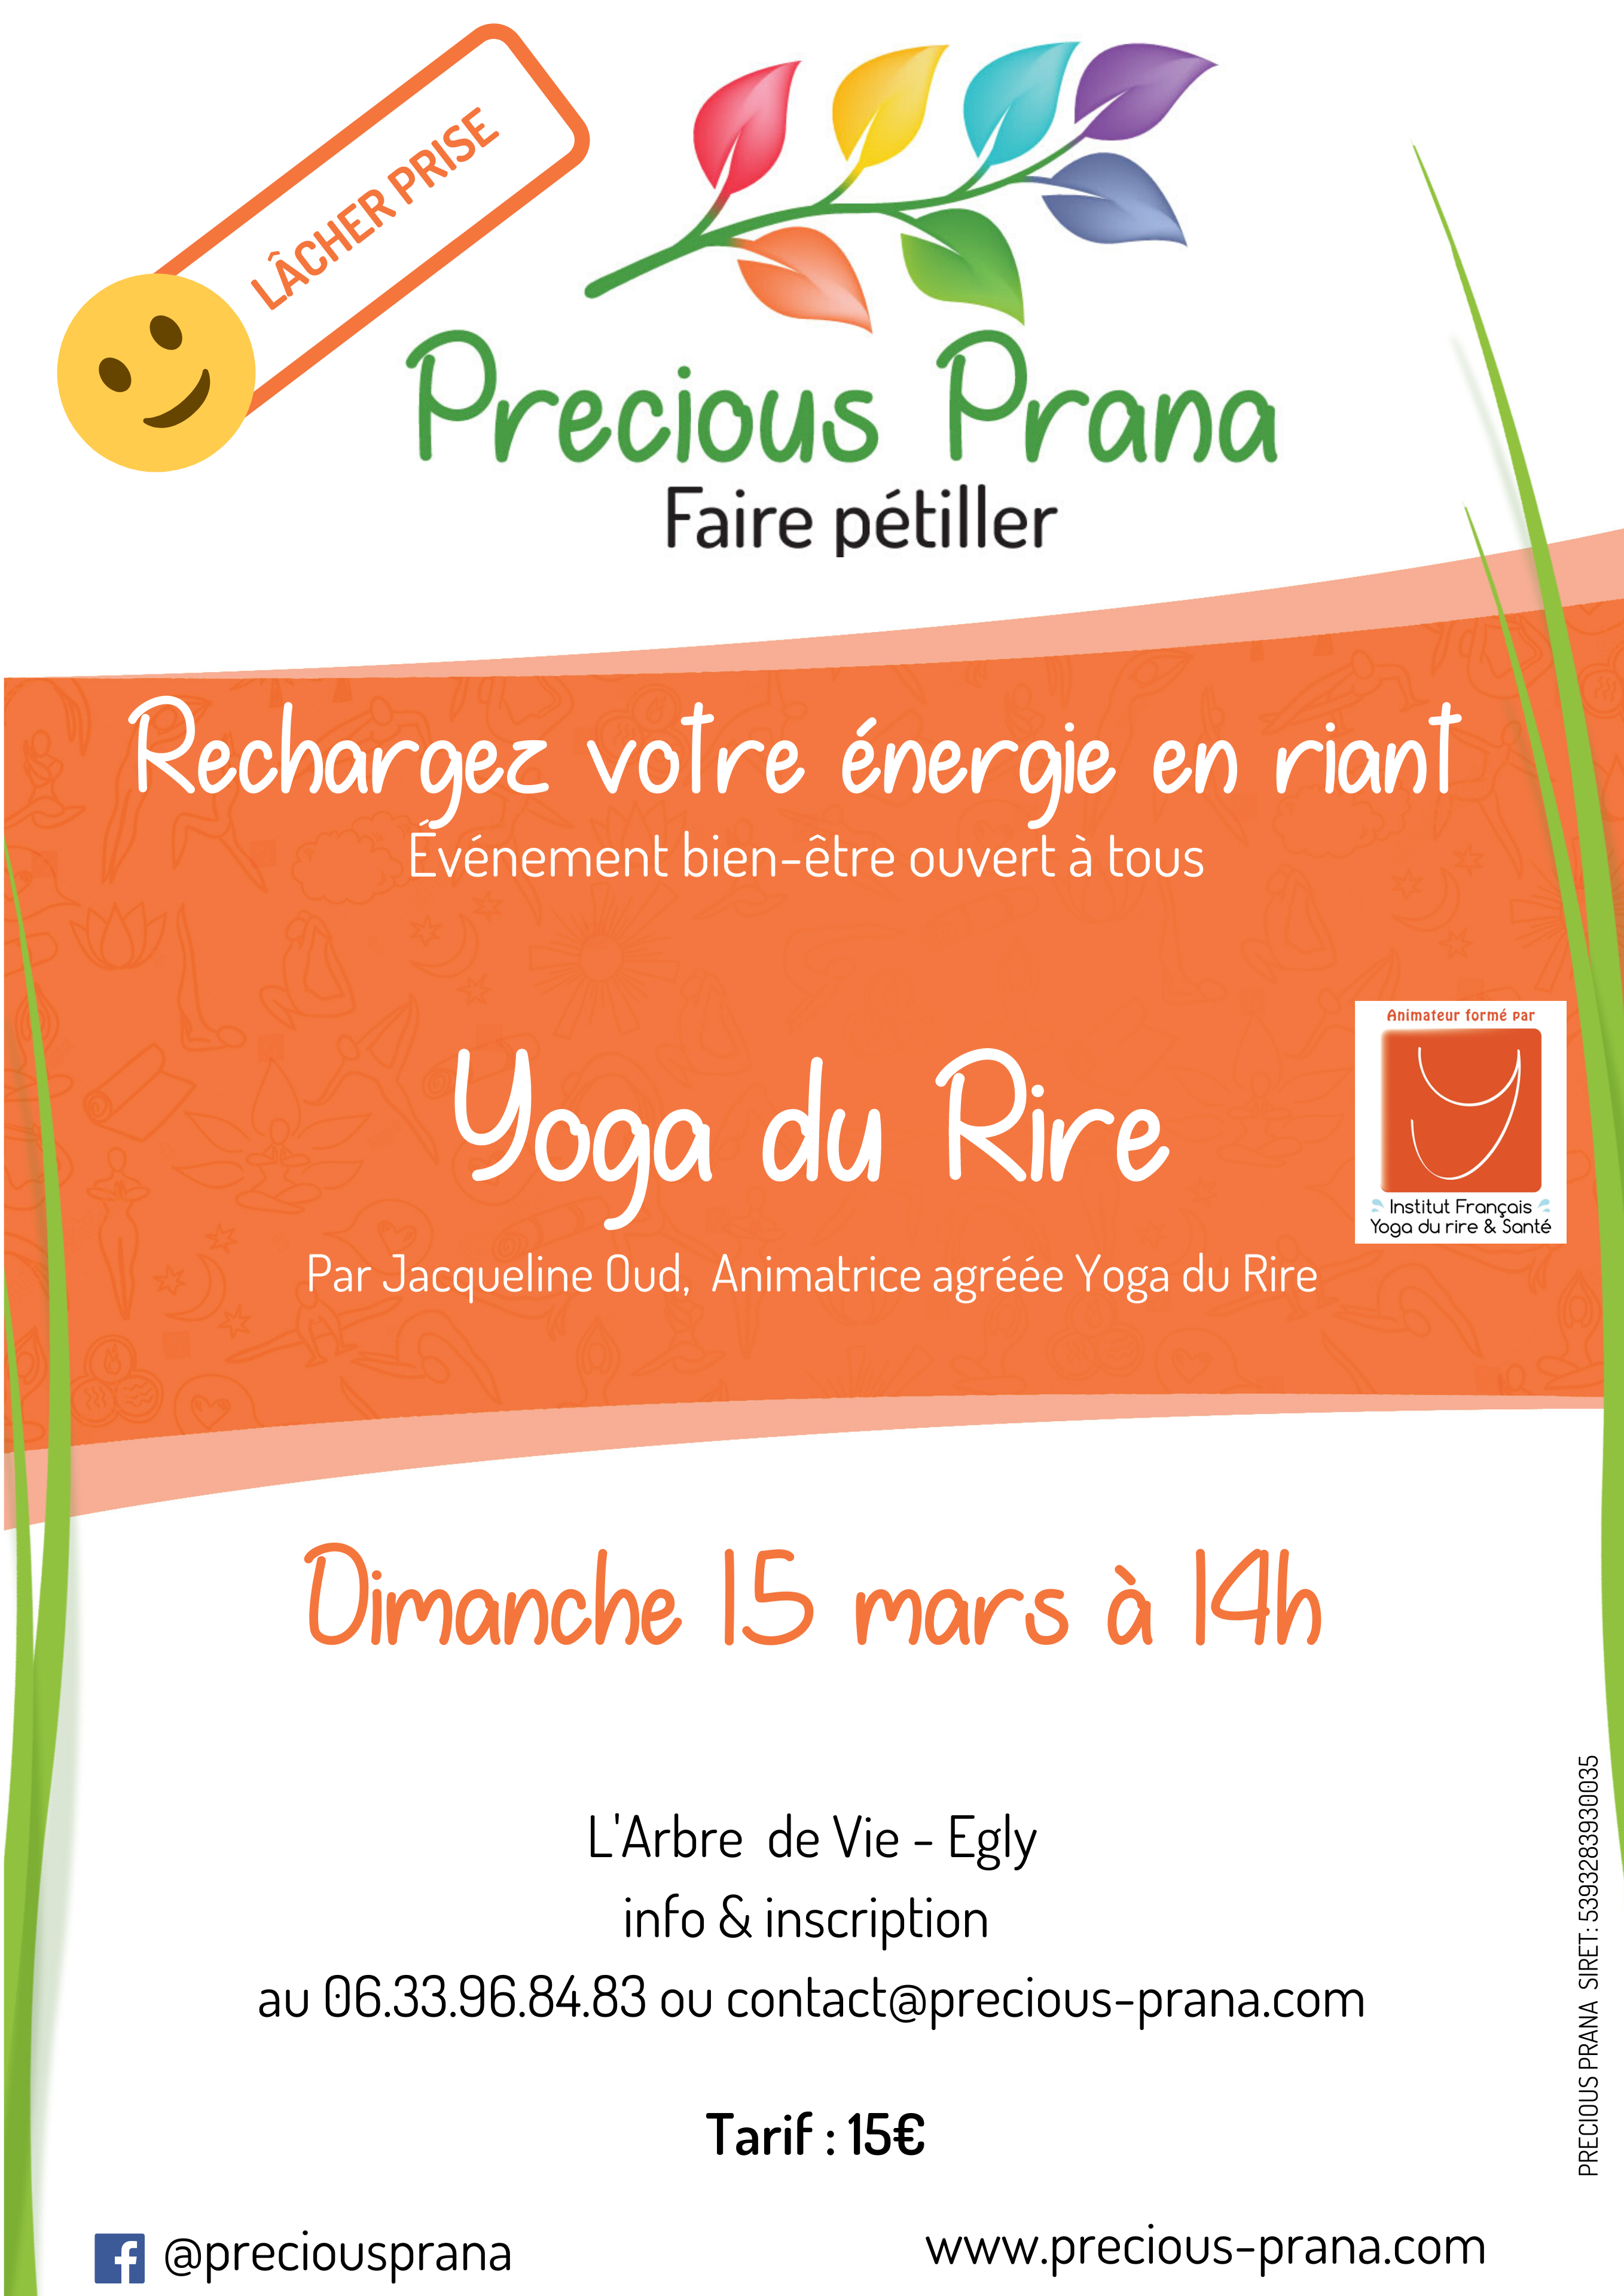 LÂCHER PRISE
Precious Prana
Faire pétiller
Rechargez votre énergie en riant
Événement bien-être ouvert à tous
Animateur formé par
Institut Français
Yoga du rire & Santé
Yoga du Rire
Par Jacqueline Oud, Animatrice agréée Yoga du Rire
Dimanche 15 mars à 14h
L'Arbre de Vie - Egly
info & inscription
au 06.33.96.84.83 ou contact@precious-prana.com
Tarif : 15€
@preciousprana
www.precious-prana.com
PRECIOUS PRANA SIRET : 53932839300035